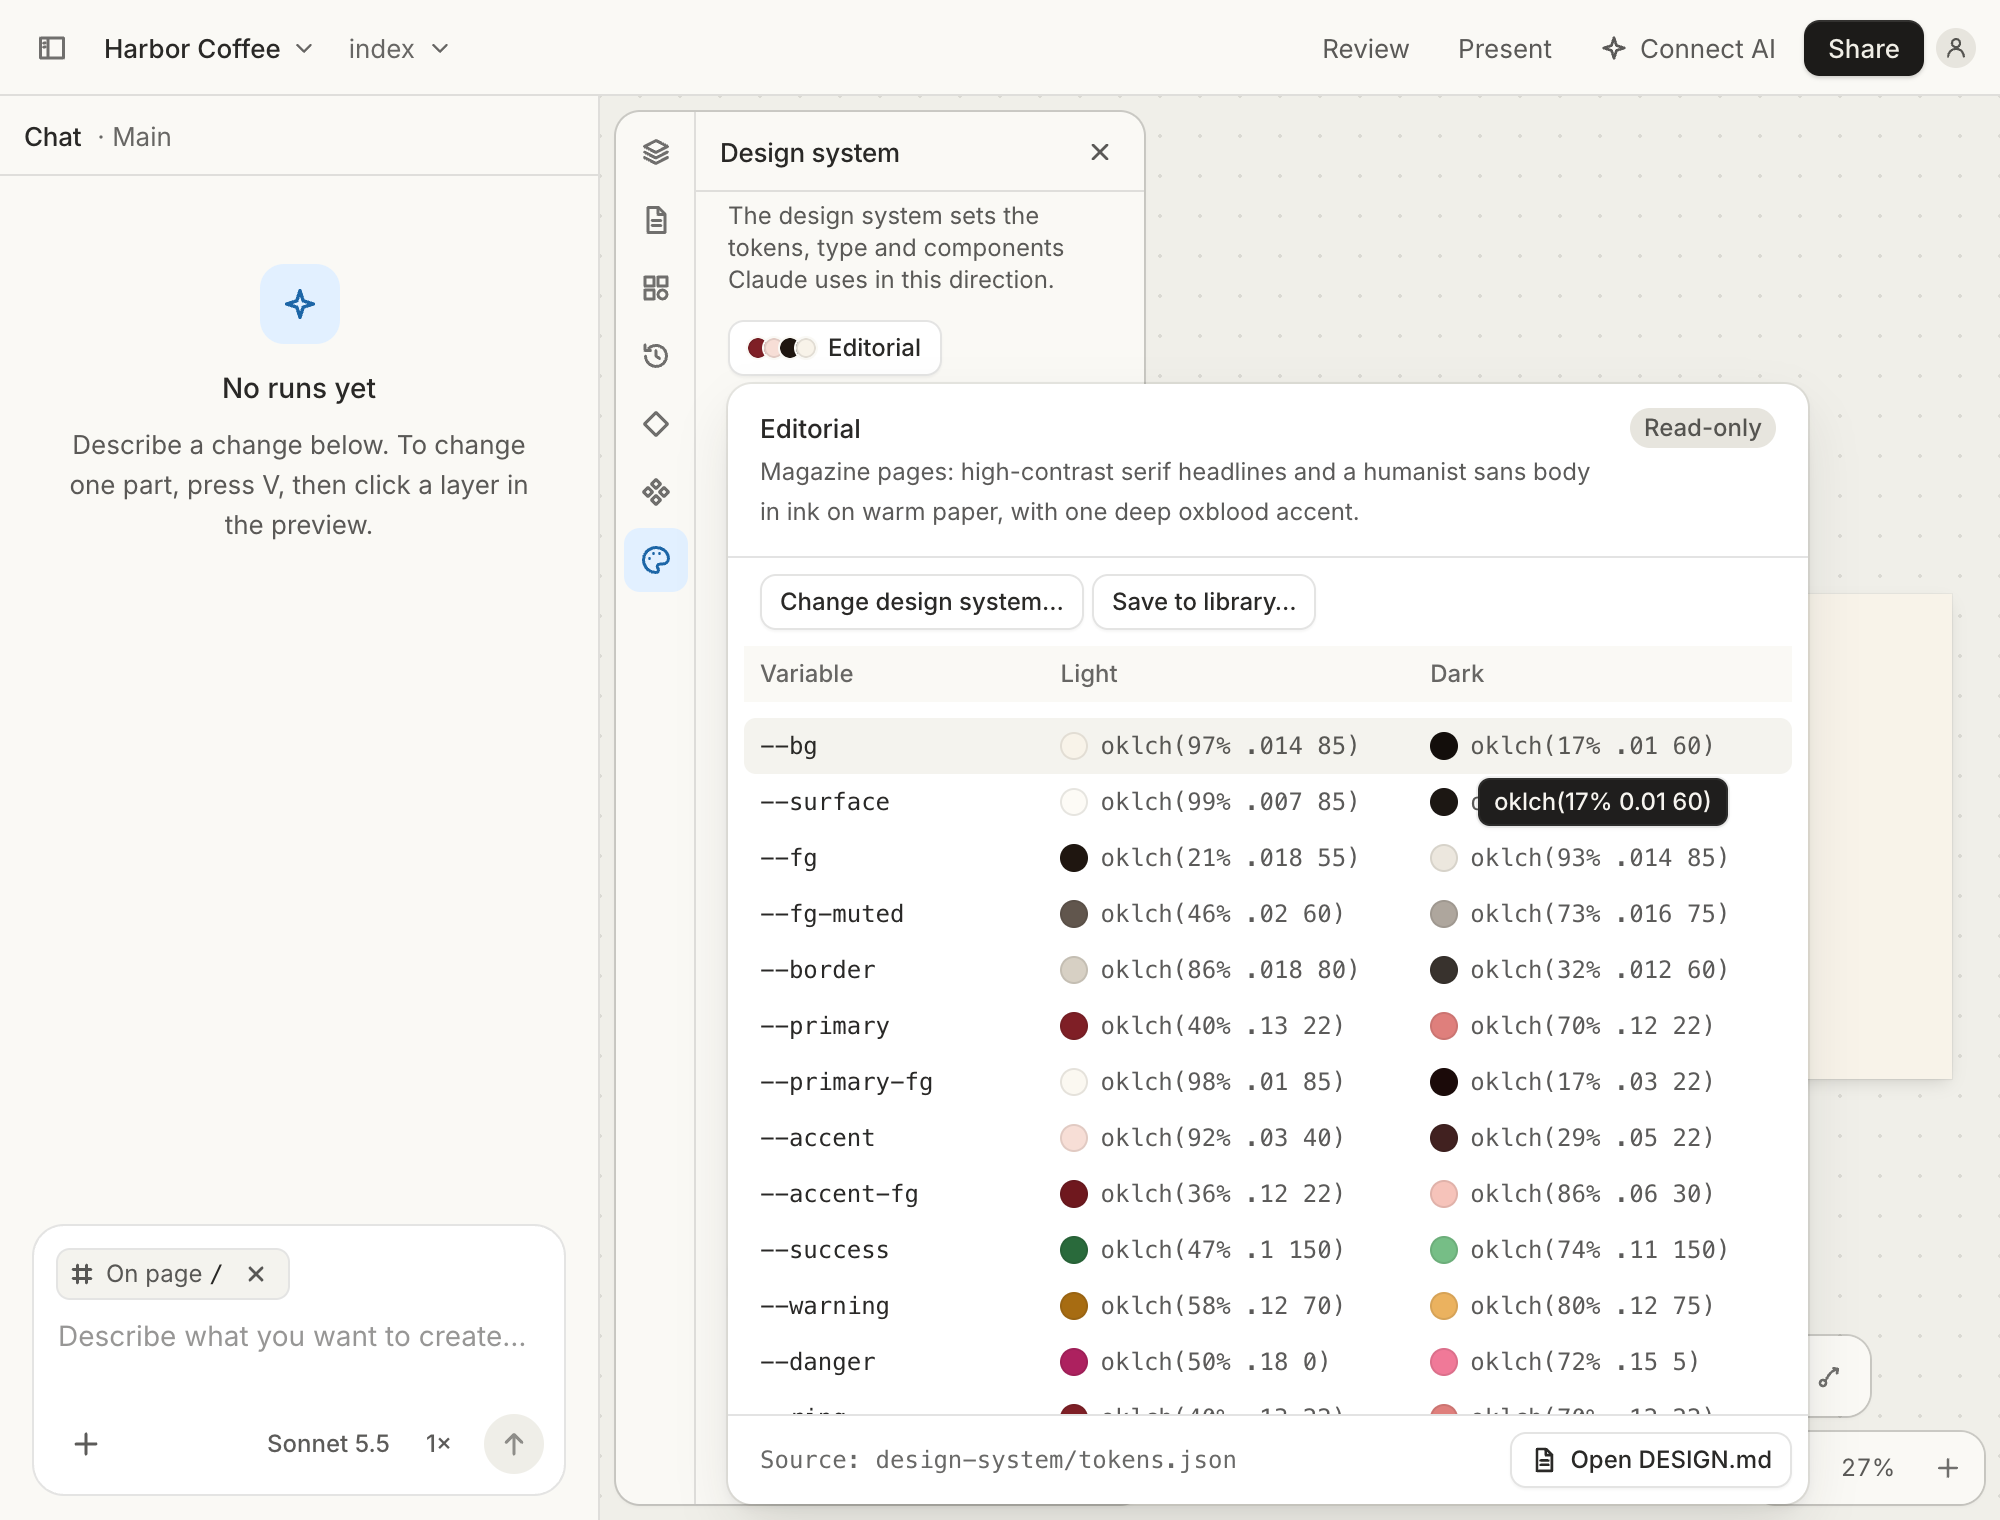 Harbor Coffee
index
Review
Present
Connect AI
Share
Chat · Main
No runs yet
Describe a change below. To change
one part, press V, then click a layer in
the preview.
On page /
Describe what you want to create...
Sonnet 5.5
1×
Design system
The design system sets the
tokens, type and components
Claude uses in this direction.
Editorial
Editorial
Read-only
Magazine pages: high-contrast serif headlines and a humanist sans body
in ink on warm paper, with one deep oxblood accent.
Change design system...
Save to library...
Variable Light Dark
--bg oklch(97% .014 85) oklch(17% .01 60)
--surface oklch(99% .007 85)
oklch(17% 0.01 60)
--fg oklch(21% .018 55) oklch(93% .014 85)
--fg-muted oklch(46% .02 60) oklch(73% .016 75)
--border oklch(86% .018 80) oklch(32% .012 60)
--primary oklch(40% .13 22) oklch(70% .12 22)
--primary-fg oklch(98% .01 85) oklch(17% .03 22)
--accent oklch(92% .03 40) oklch(29% .05 22)
--accent-fg oklch(36% .12 22) oklch(86% .06 30)
--success oklch(47% .1 150) oklch(74% .11 150)
--warning oklch(58% .12 70) oklch(80% .12 75)
--danger oklch(50% .18 0) oklch(72% .15 5)
Source: design-system/tokens.json
Open DESIGN.md
27%